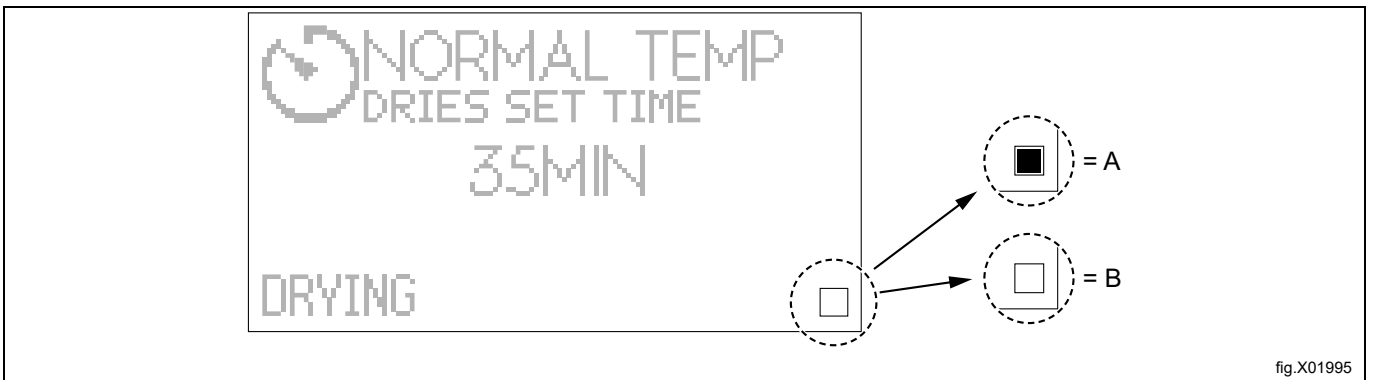 NORMAL TEMP
DRIES SET TIME
35MIN
DRYING
= A
= B
fig.X01995